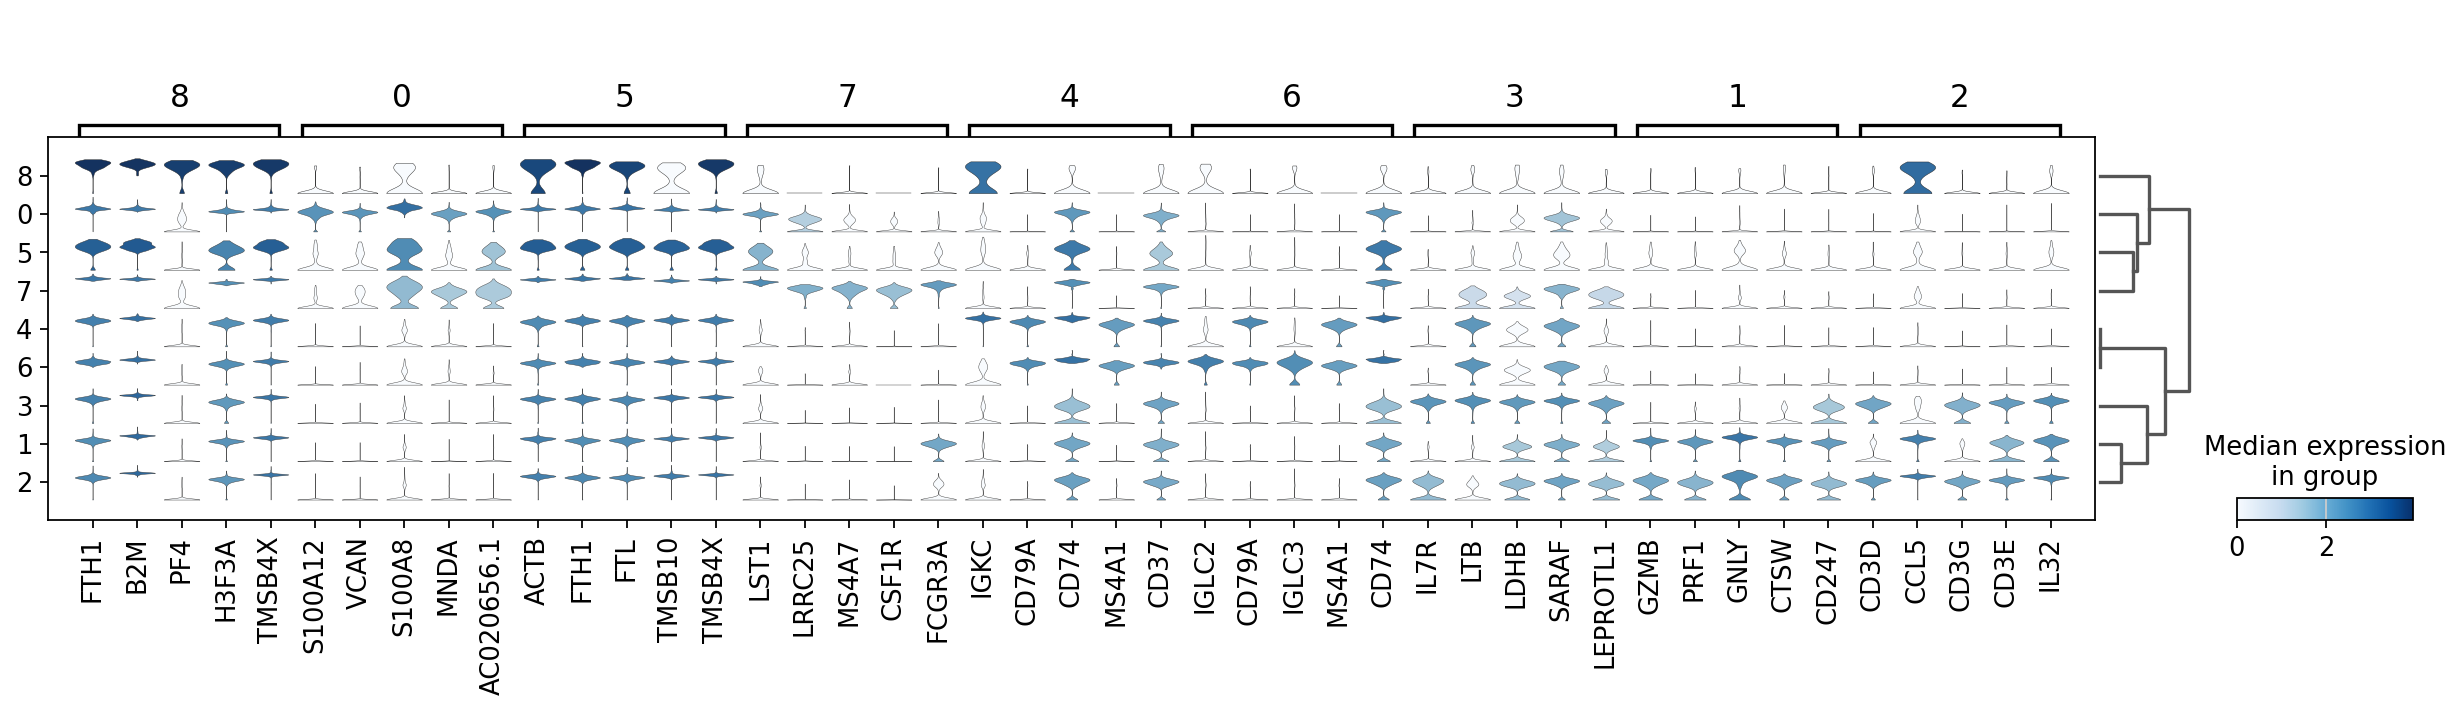 8 0 5 7 4 6 3 1 2
8
0
5
7
4
6
3
1
2
FTH1 B2M PF4 H3F3A TMSB4X S100A12 VCAN S100A8 MNDA AC020656.1 ACTB FTH1 FTL TMSB10 TMSB4X LST1 LRRC25 MS4A7 CSF1R FCGR3A IGKC CD79A CD74 MS4A1 CD37 IGLC2 CD79A IGLC3 MS4A1 CD74 IL7R LTB LDHB SARAF LEPROTL1 GZMB PRF1 GNLY CTSW CD247 CD3D CCL5 CD3G CD3E IL32
Median expression
in group
0 2